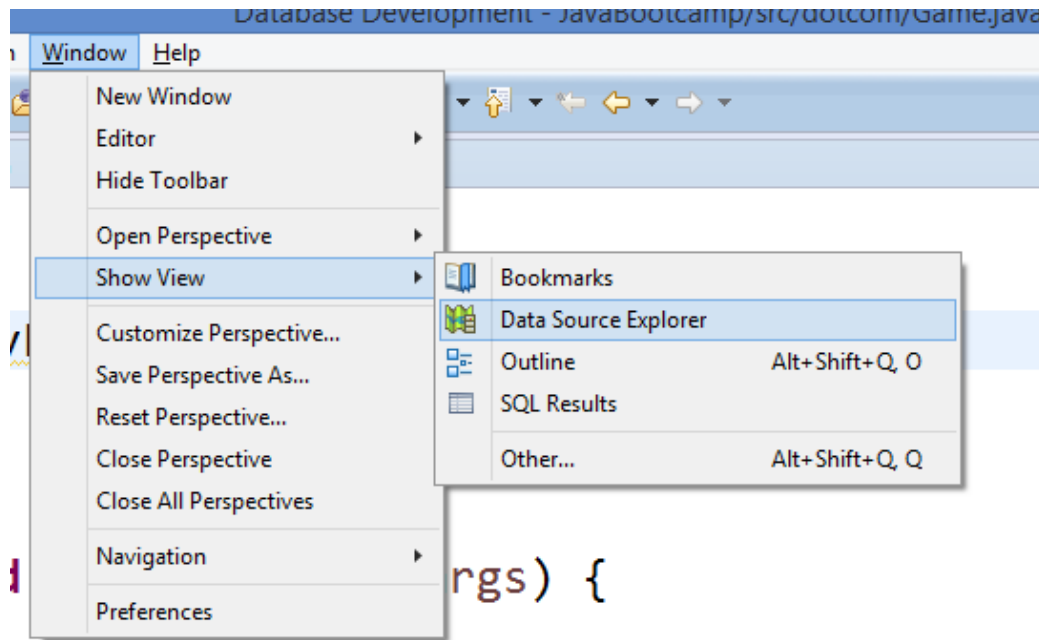 Database Development - JavaBootcamp/src/dotcom/Game.java
Window Help
New Window
Editor
Hide Toolbar
Open Perspective
Show View
Bookmarks
Data Source Explorer
Outline Alt+Shift+Q, O
SQL Results
Other... Alt+Shift+Q, Q
Customize Perspective...
Save Perspective As...
Reset Perspective...
Close Perspective
Close All Perspectives
Navigation
Preferences
rgs) {